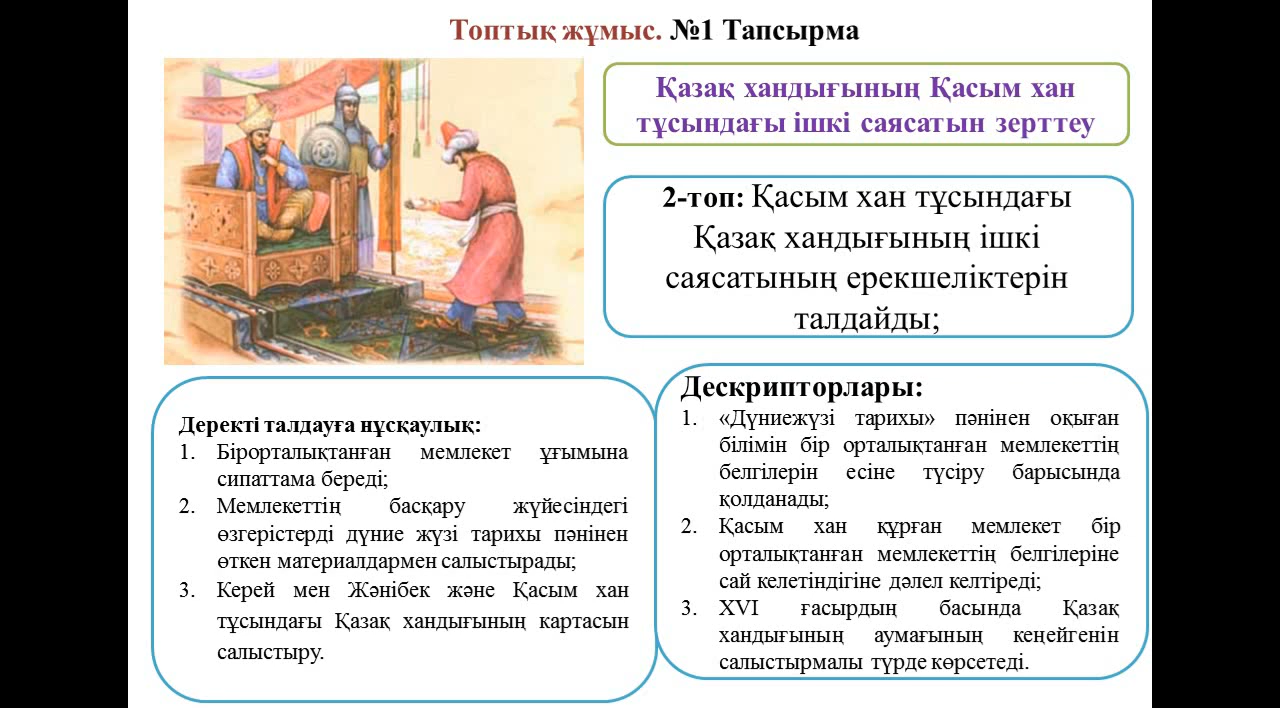 Топтық жұмыс. №1 Тапсырма
Қазақ хандығының Қасым хан
тұсындағы ішкі саясатын зерттеу
2-топ: Қасым хан тұсындағы
Қазақ хандығының ішкі
саясатының ерекшеліктерін
талдайды;
Деректі талдауға нұсқаулық:
1. Бірорталықтанған мемлекет ұғымына
сипаттама береді;
2. Мемлекеттің басқару жүйесіндегі
өзгерістерді дүние жүзі тарихы пәнінен
өткен материалдармен салыстырады;
3. Керей мен Жәнібек және Қасым хан
тұсындағы Қазақ хандығының картасын
салыстыру.
Дескрипторлары:
1. «Дүниежүзі тарихы» пәнінен оқыған
білімін бір орталықтанған мемлекеттің
белгілерін есіне түсіру барысында
қолданады;
2. Қасым хан құрған мемлекет бір
орталықтанған мемлекеттің белгілеріне
сай келетіндігіне дәлел келтіреді;
3. XVI ғасырдың басында Қазақ
хандығының аумағының кеңейгенін
салыстырмалы түрде көрсетеді.